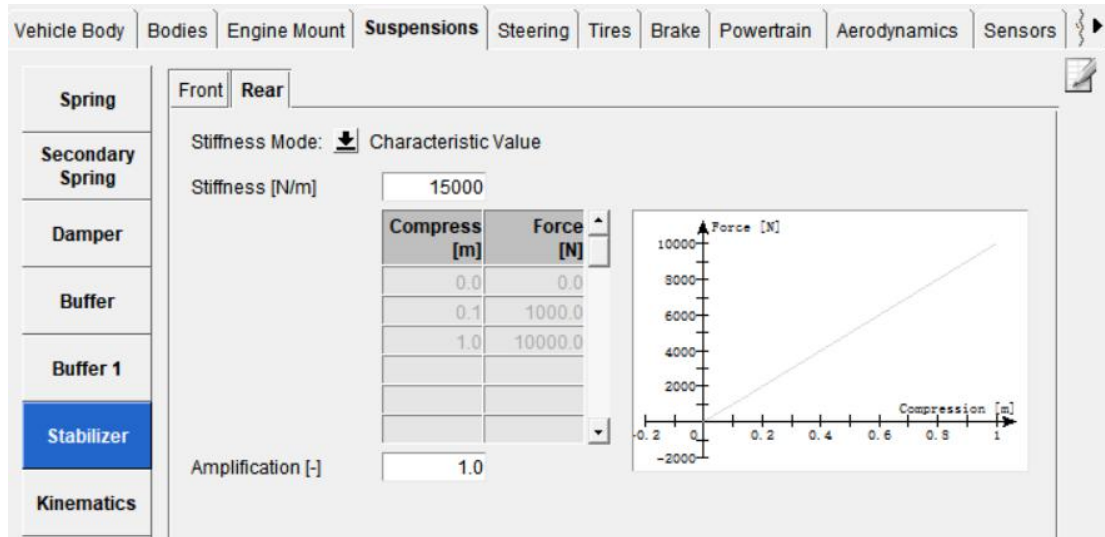 Vehicle Body Bodies Engine Mount Suspensions Steering Tires Brake Powertrain Aerodynamics Sensors
Spring
Secondary
Spring
Damper
Buffer
Buffer 1
Stabilizer
Kinematics
Front Rear
Stiffness Mode: Characteristic Value
Stiffness [N/m] 15000
Compress Force
[m] [N]
0.0 0.0
0.1 1000.0
1.0 10000.0
Amplification [-] 1.0
Force [N]
10000
8000
6000
4000
2000
Compression [m]
-0.2 0 0.2 0.4 0.6 0.8 1
-2000